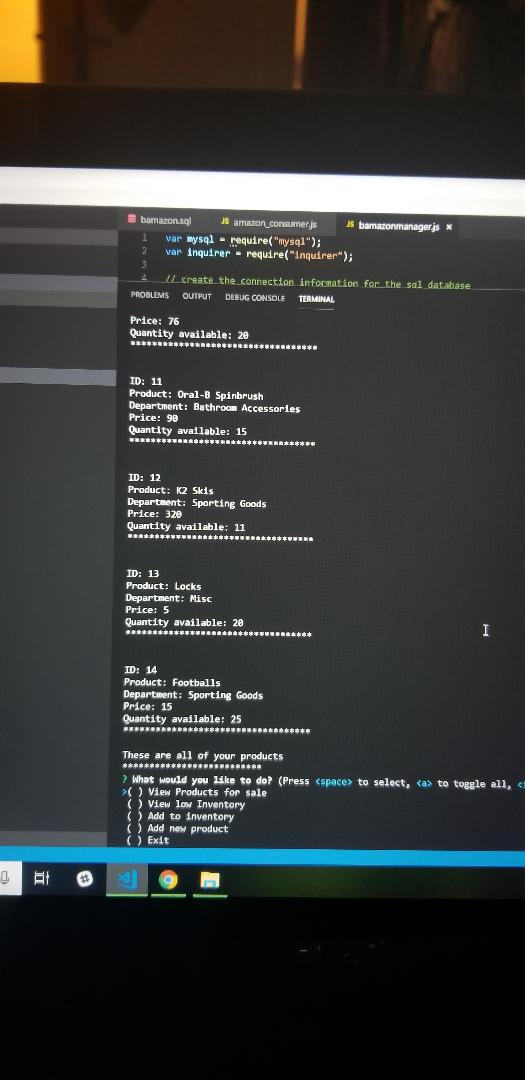 bamazon.sql
JS amazon_consumer.js
JS bamazonmanager.js ×
1 var mysql = require("mysql");
2 var inquirer = require("inquirer");
3
4 // create the connection information for the sql database
PROBLEMS OUTPUT DEBUG CONSOLE TERMINAL
Price: 76
Quantity available: 20
***********************************
ID: 11
Product: Oral-B Spinbrush
Department: Bathroom Accessories
Price: 90
Quantity available: 15
***********************************
ID: 12
Product: K2 Skis
Department: Sporting Goods
Price: 320
Quantity available: 11
***********************************
ID: 13
Product: Locks
Department: Misc
Price: 5
Quantity available: 20
***********************************
ID: 14
Product: Footballs
Department: Sporting Goods
Price: 15
Quantity available: 25
***********************************
These are all of your products
**************************
? What would you like to do? (Press <space> to select, <a> to toggle all, <i
>( ) View Products for sale
( ) View low Inventory
( ) Add to inventory
( ) Add new product
( ) Exit